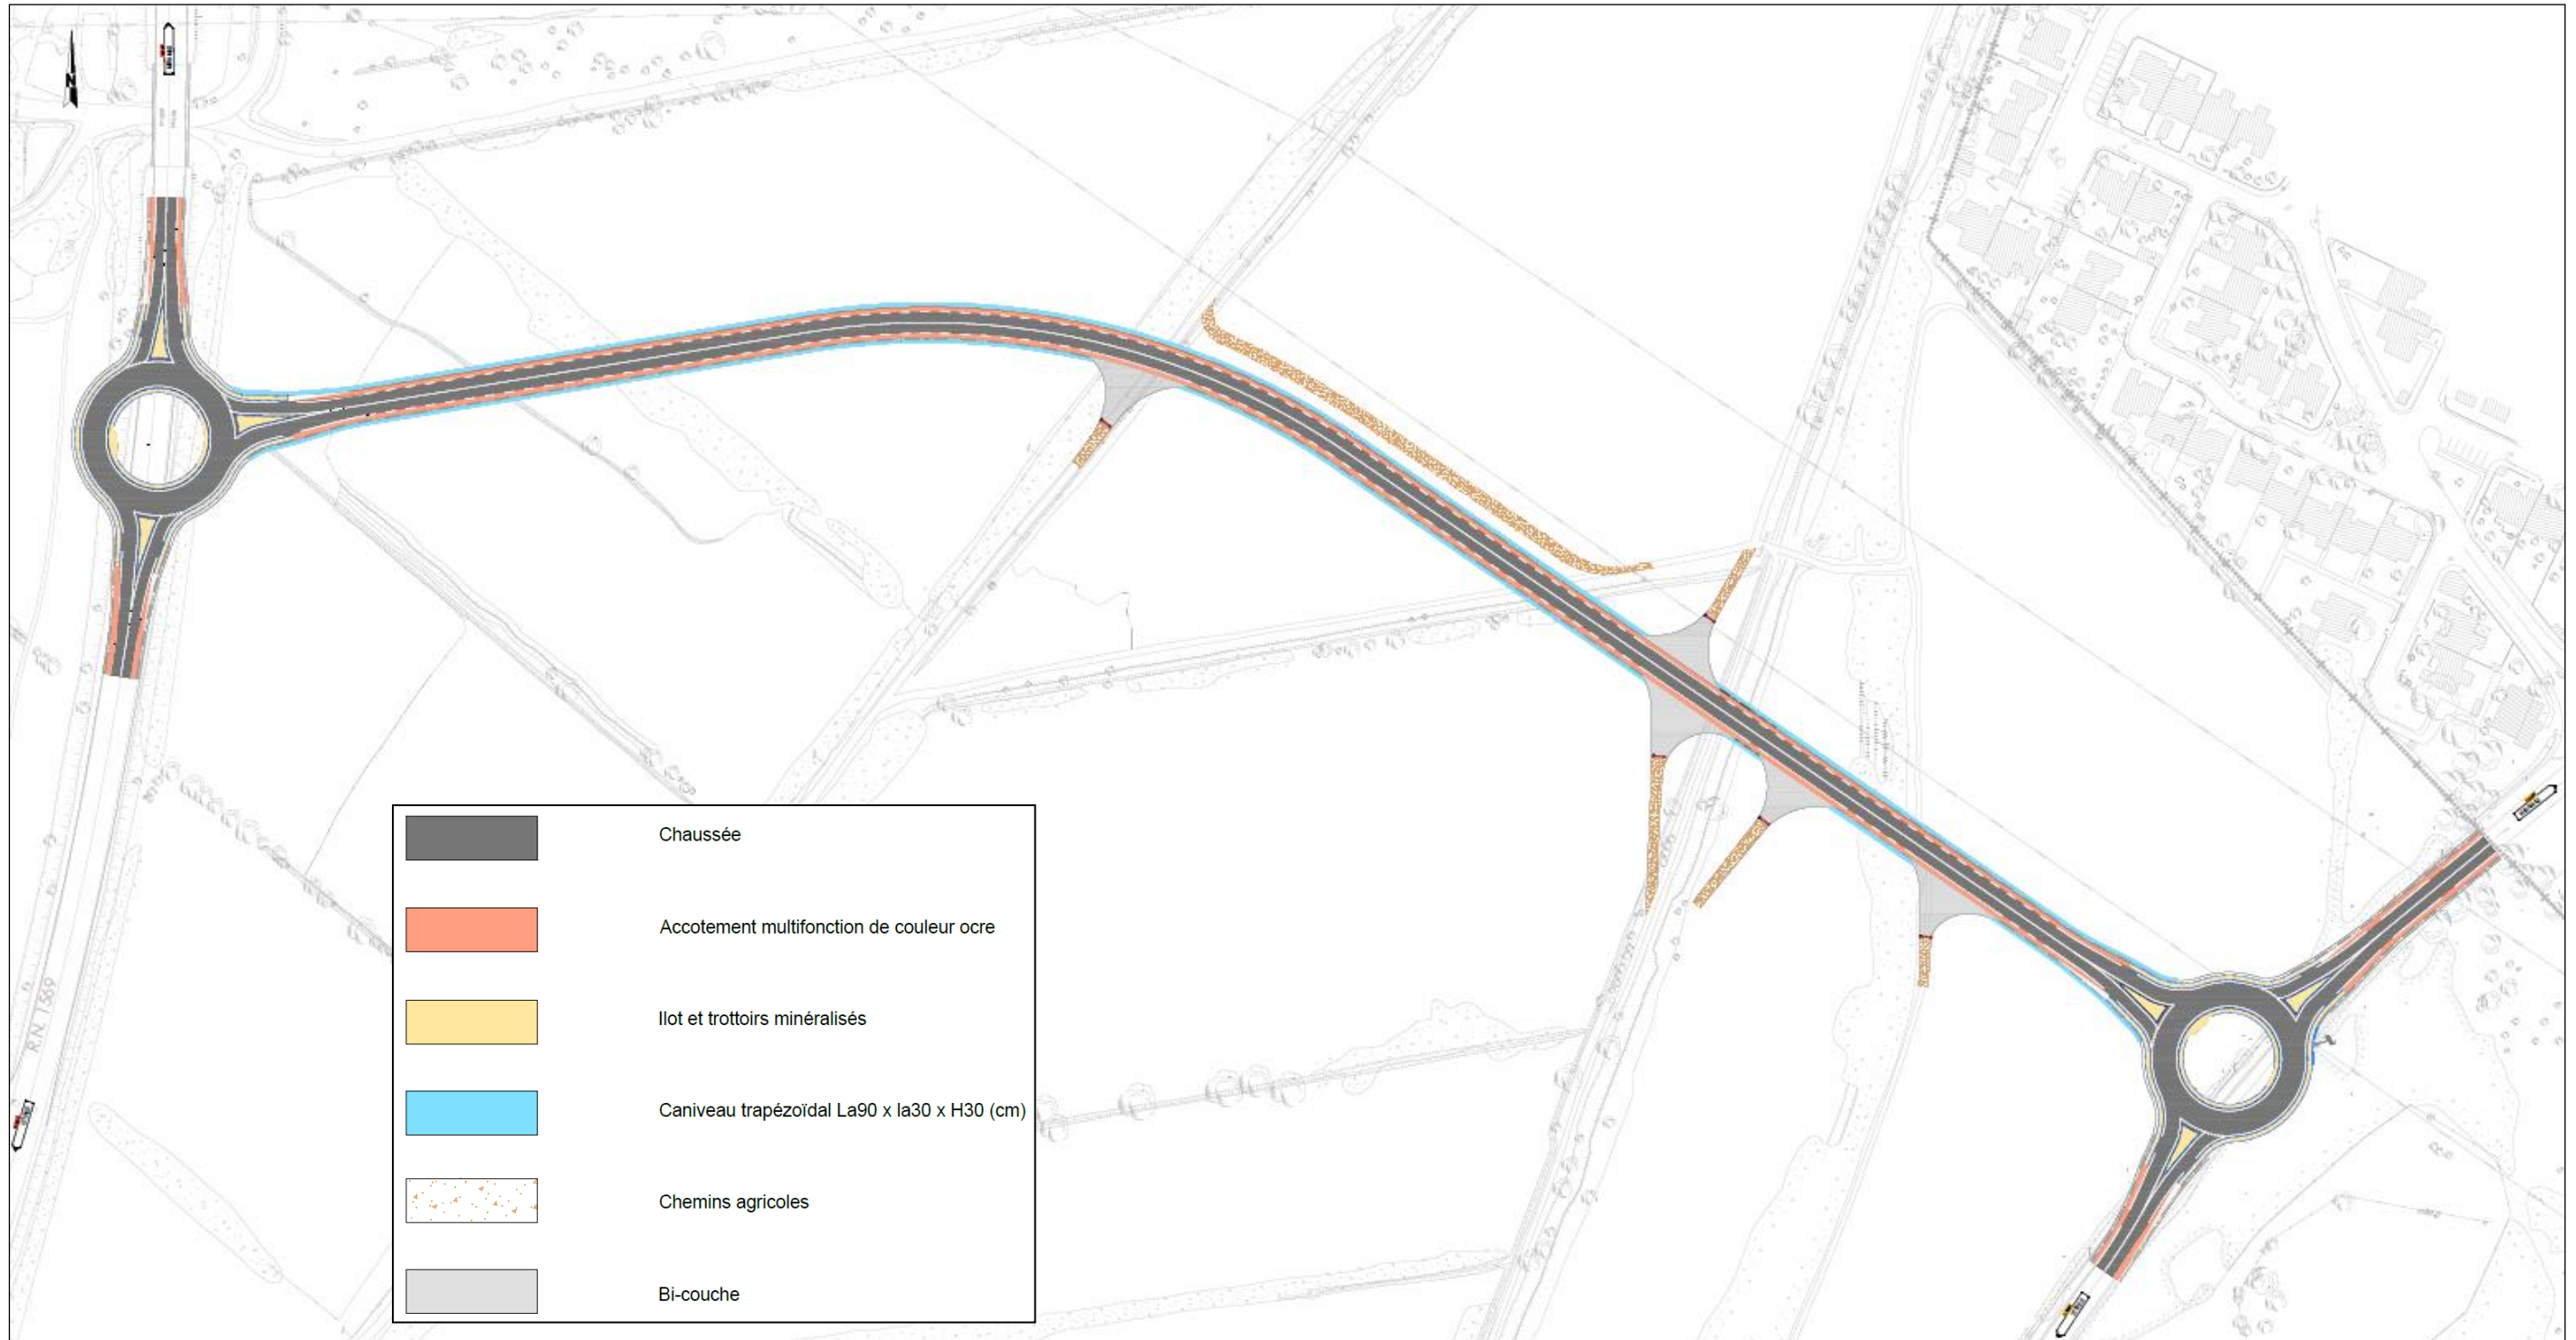 N
Chaussée
Accotement multifonction de couleur ocre
Ilot et trottoirs minéralisés
Caniveau trapézoïdal La90 x la30 x H30 (cm)
Chemins agricoles
Bi-couche
R.N. 1569